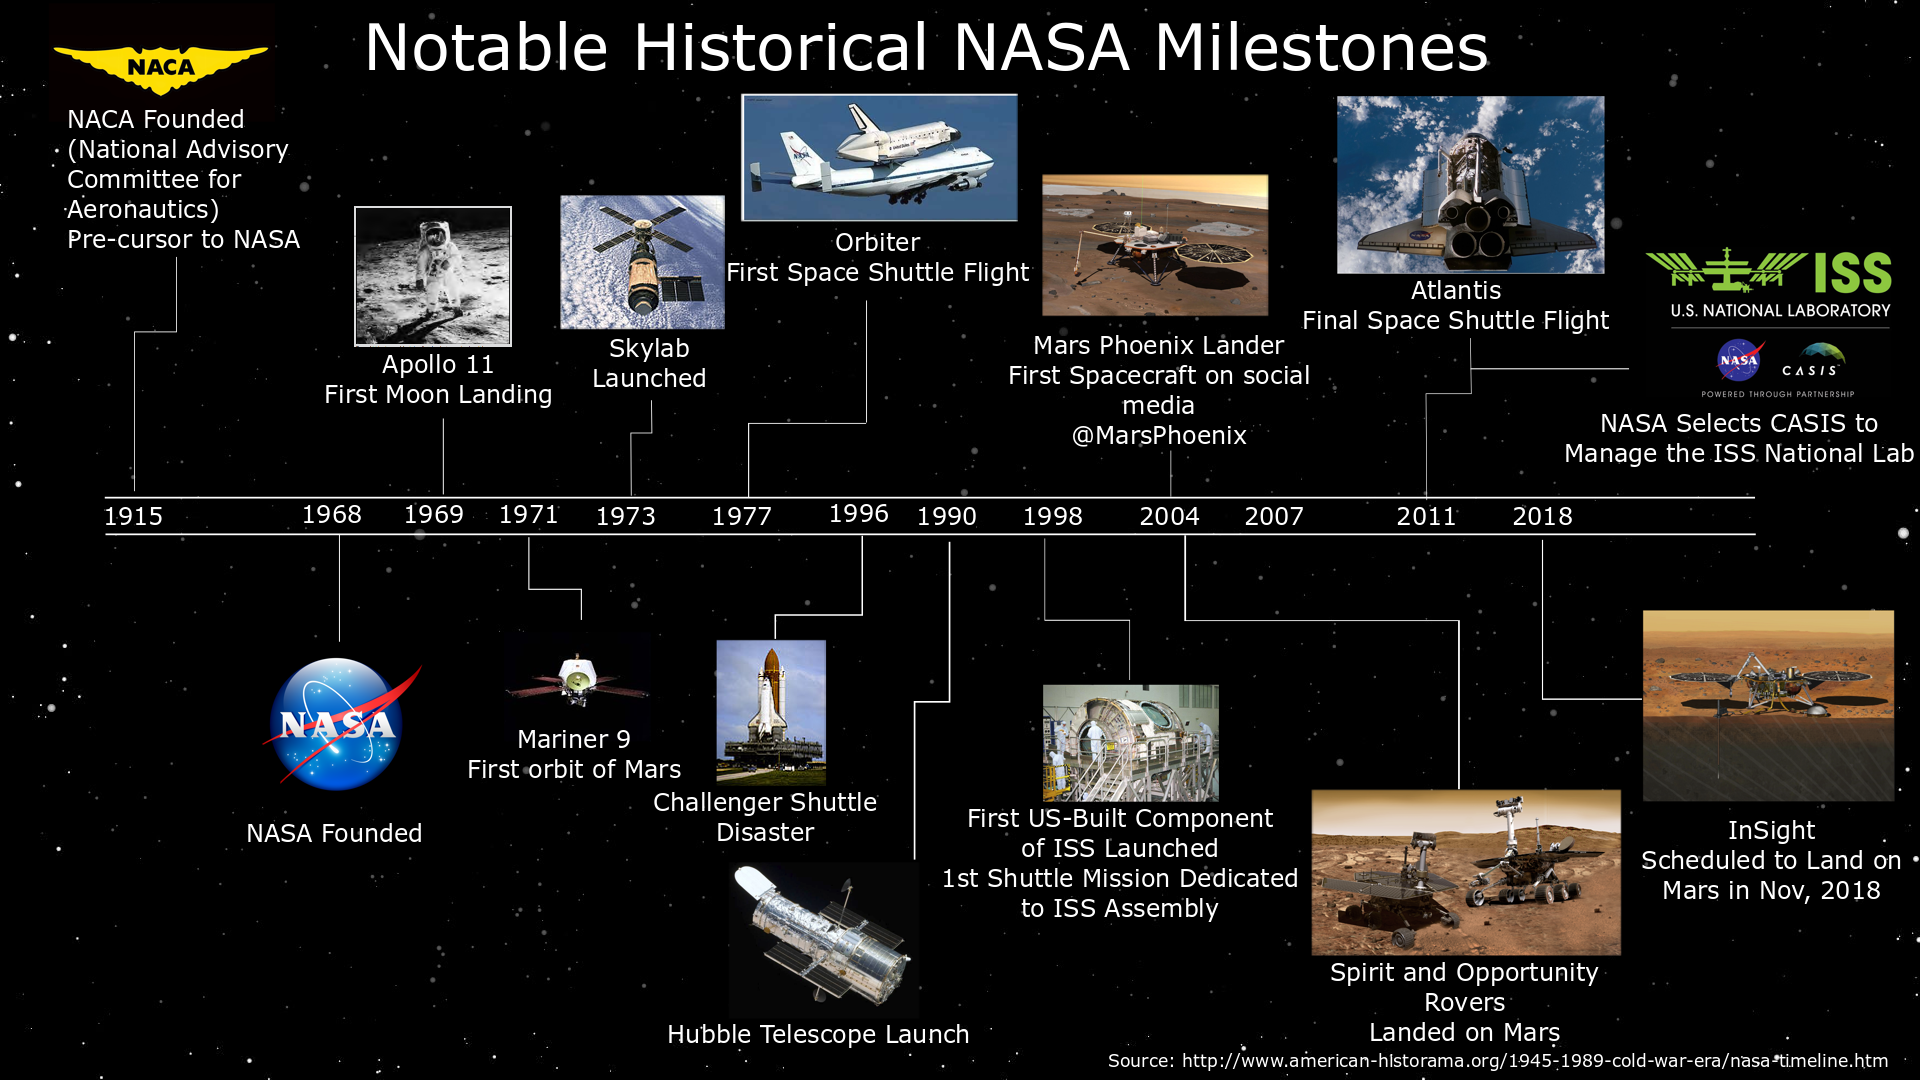 Notable Historical NASA Milestones
NACA
NACA Founded
(National Advisory
Committee for
Aeronautics)
Pre-cursor to NASA
Apollo 11
First Moon Landing
Skylab
Launched
NASA
Orbiter
First Space Shuttle Flight
Mars Phoenix Lander
First Spacecraft on social
media
@MarsPhoenix
Atlantis
Final Space Shuttle Flight
ISS
U.S. NATIONAL LABORATORY
NASA
CASIS
POWERED THROUGH PARTNERSHIP
NASA Selects CASIS to
Manage the ISS National Lab
1915 1968 1969 1971 1973 1977 1996 1990 1998 2004 2007 2011 2018
NASA
NASA Founded
Mariner 9
First orbit of Mars
Challenger Shuttle
Disaster
Hubble Telescope Launch
First US-Built Component
of ISS Launched
1st Shuttle Mission Dedicated
to ISS Assembly
Spirit and Opportunity
Rovers
Landed on Mars
InSight
Scheduled to Land on
Mars in Nov, 2018
Source: http://www.american-historama.org/1945-1989-cold-war-era/nasa-timeline.htm